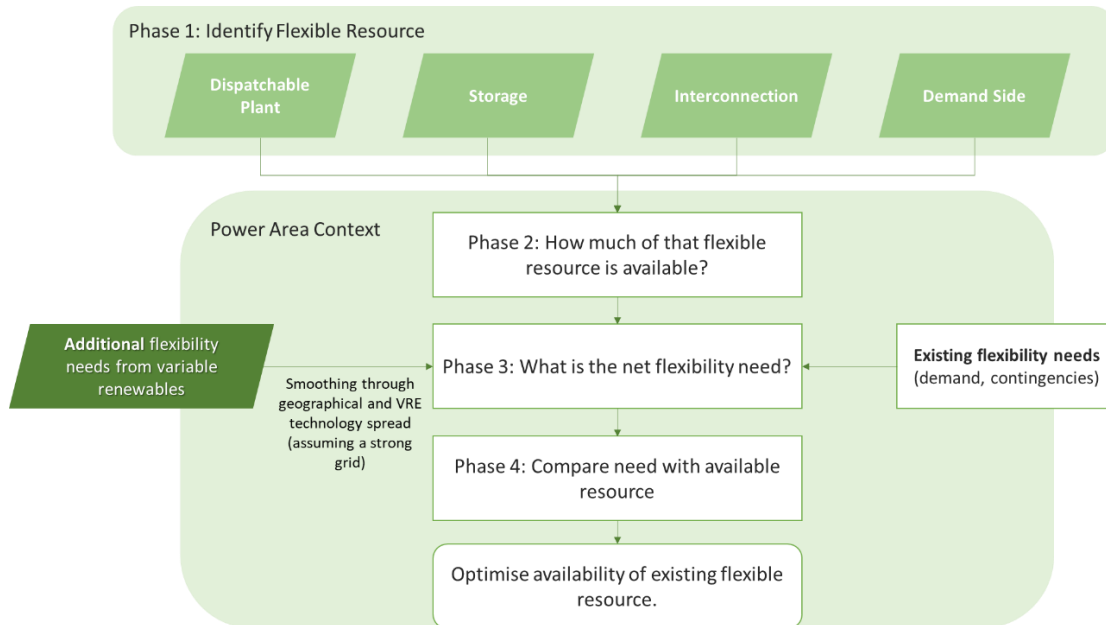 Phase 1: Identify Flexible Resource
Dispatchable
Plant
Storage
Interconnection
Demand Side
Power Area Context
Phase 2: How much of that flexible
resource is available?
Additional flexibility
needs from variable
renewables
Smoothing through
geographical and VRE
technology spread
(assuming a strong
grid)
Phase 3: What is the net flexibility need?
Existing flexibility needs
(demand, contingencies)
Phase 4: Compare need with available
resource
Optimise availability of existing flexible
resource.